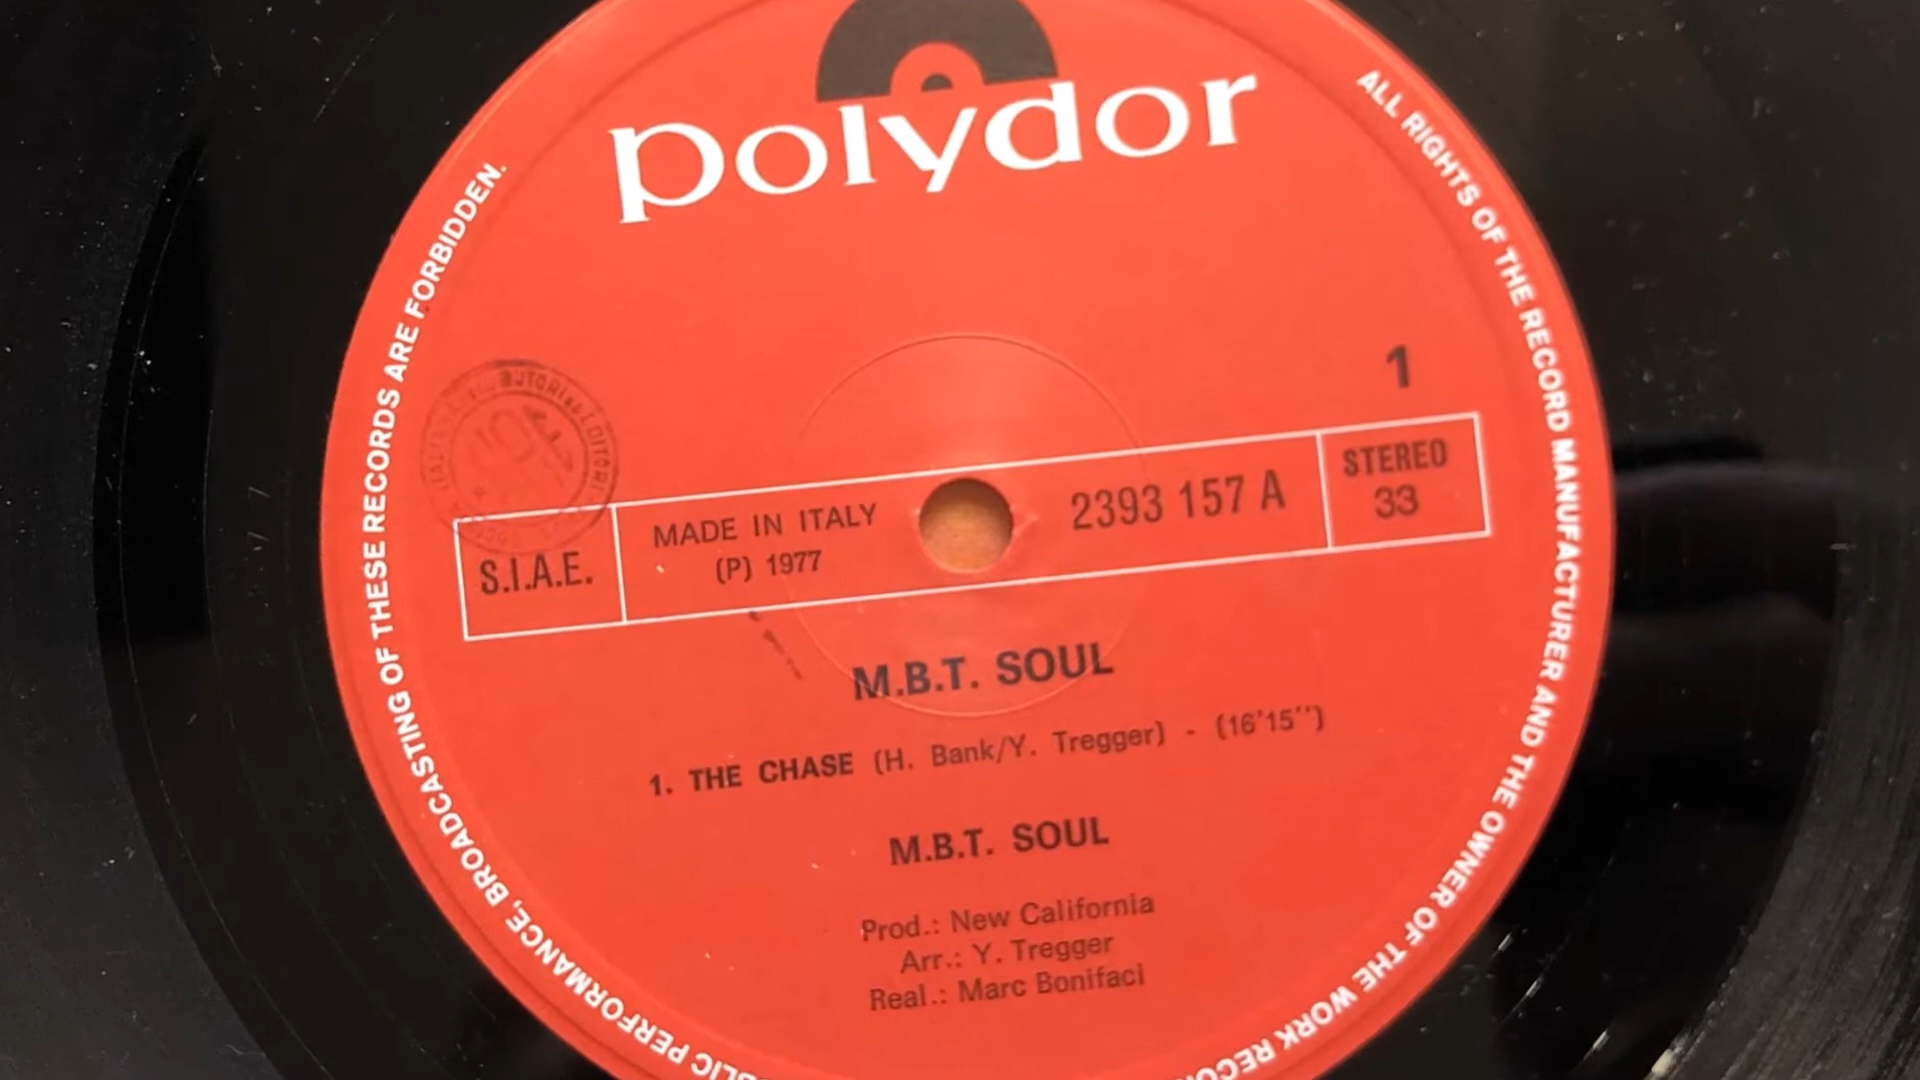 polydor
1
S.I.A.E.
MADE IN ITALY
(P) 1977
2393 157 A
STEREO
33
M.B.T. SOUL
1. THE CHASE (H. Bank/Y. Tregger) - (16'15'')
M.B.T. SOUL
Prod.: New California
Arr.: Y. Tregger
Real.: Marc Bonifaci
ALL RIGHTS OF THE RECORD MANUFACTURER AND THE OWNER OF THE WORK
PERFORMANCE, BROADCASTING OF THESE RECORDS ARE FORBIDDEN.